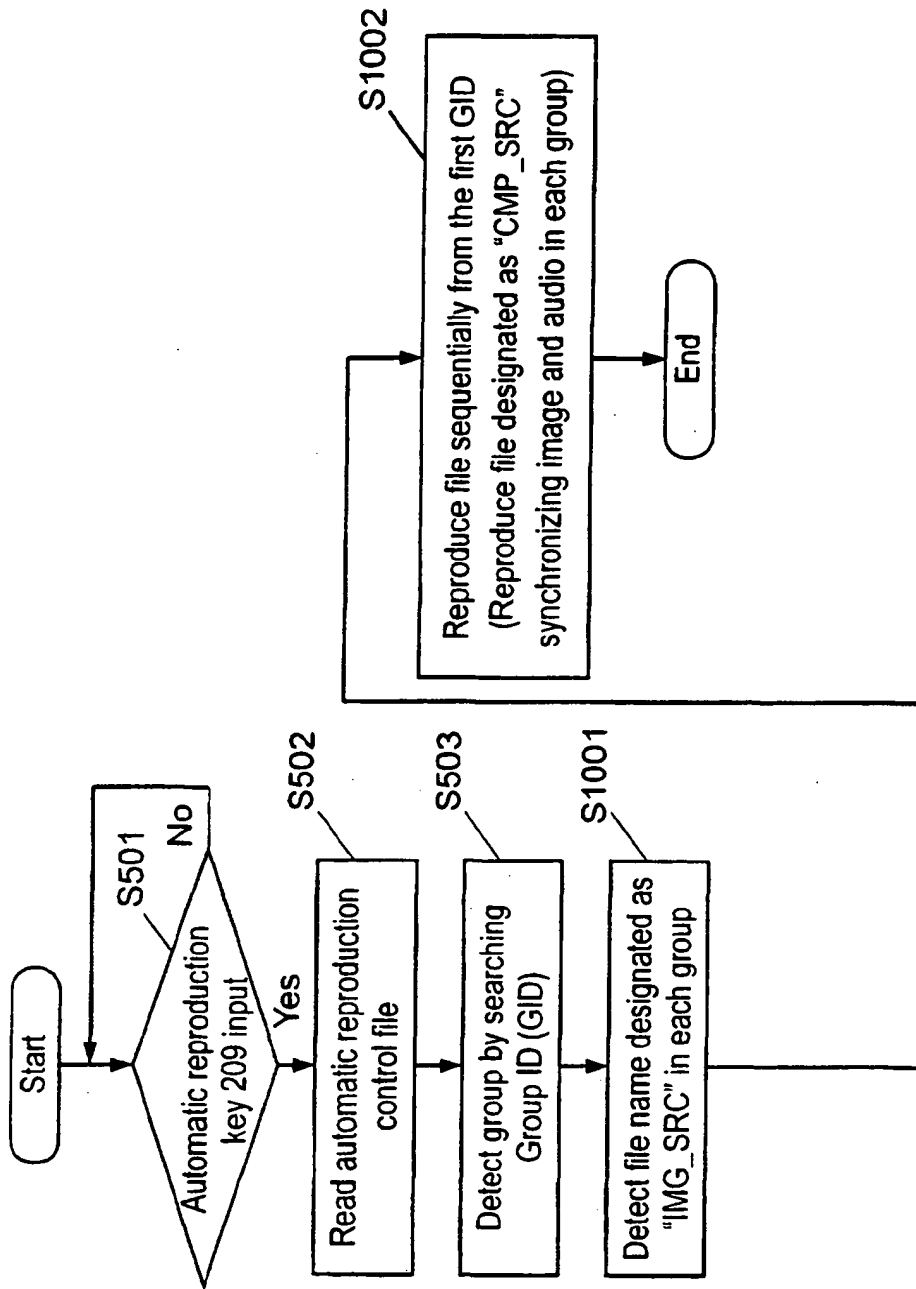 Start
S501
Automatic reproduction
key 209 input
No
Yes
S502
Read automatic reproduction
control file
S503
Detect group by searching
Group ID (GID)
S1001
Detect file name designated as
"IMG_SRC" in each group
S1002
Reproduce file sequentially from the first GID
(Reproduce file designated as "CMP_SRC"
synchronizing image and audio in each group)
End